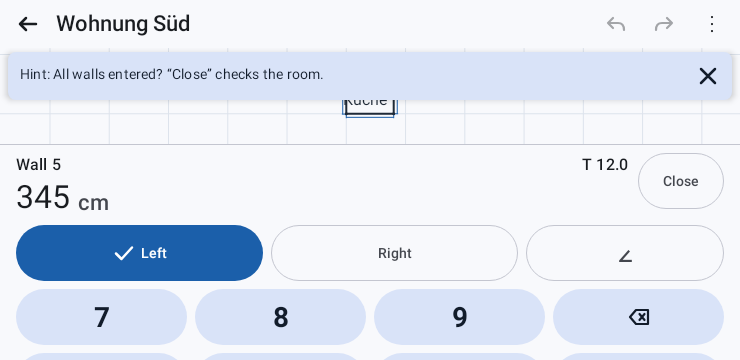 Wohnung Süd
Hint: All walls entered? “Close” checks the room.
Küche
Wall 5
T 12.0
345 cm
Close
Left
Right
7
8
9